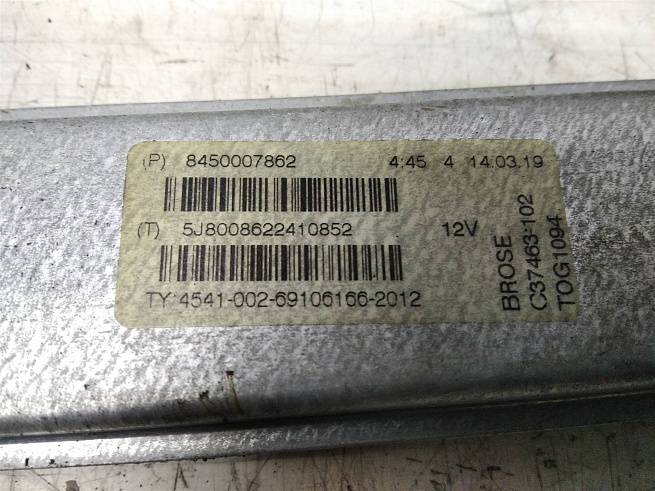 (P) 8450007862 4:45 4 14.03.19
(T) 5J8008622410852 12V
TY 4541-002-69106166-2012
BROSE
C37463-102
TOG1094